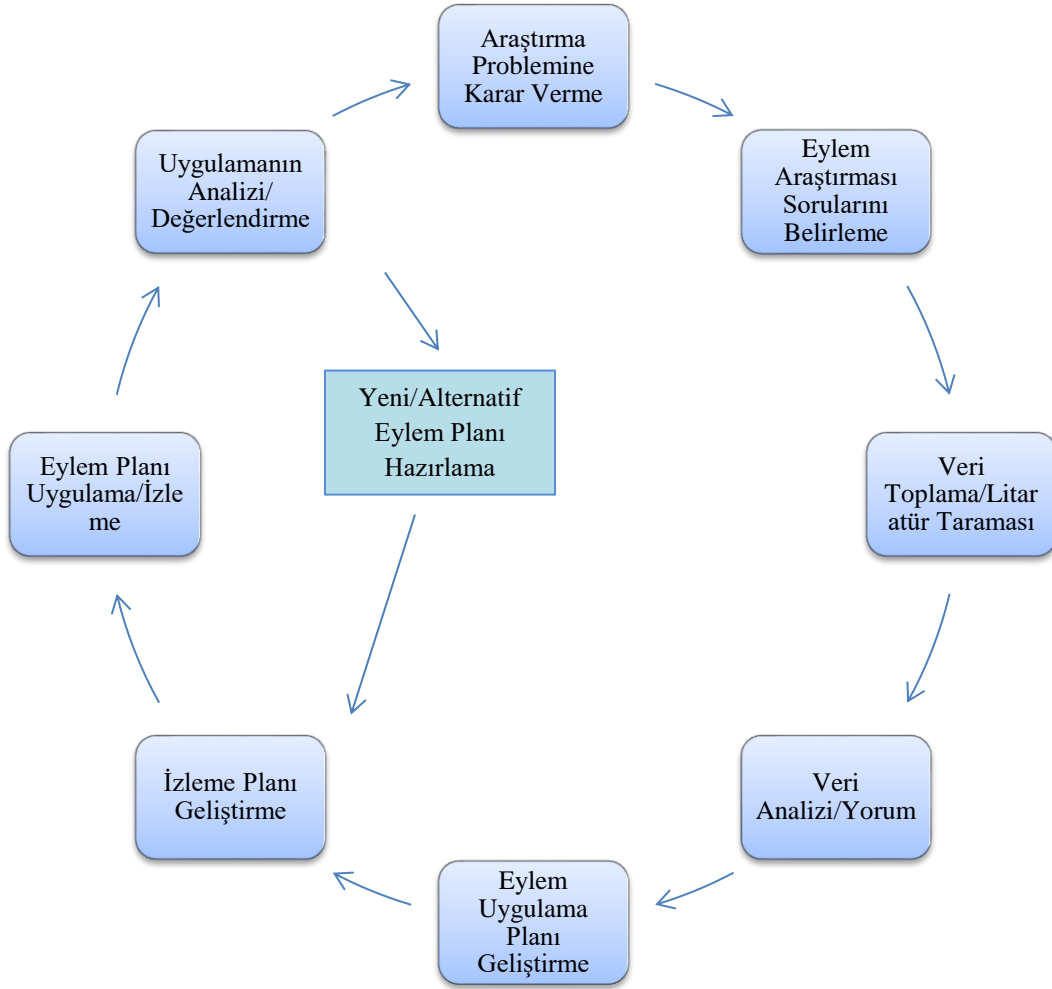 Araştırma
Problemine
Karar Verme
Eylem
Araştırması
Sorularını
Belirleme
Veri
Toplama/Litar
atür Taraması
Veri
Analizi/Yorum
Eylem
Uygulama
Planı
Geliştirme
İzleme Planı
Geliştirme
Eylem Planı
Uygulama/İzle
me
Uygulamanın
Analizi/
Değerlendirme
Yeni/Alternatif
Eylem Planı
Hazırlama